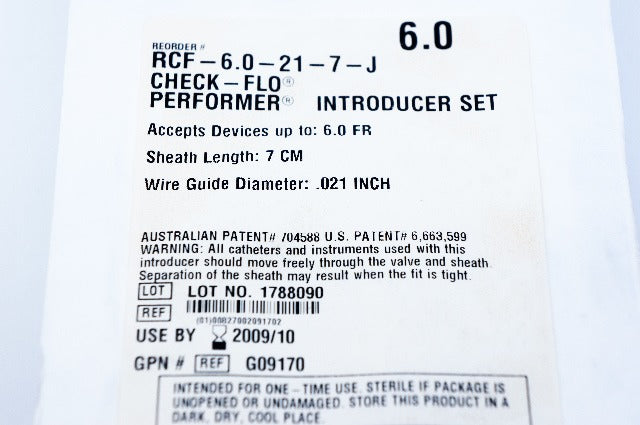 6.0
REORDER #
RCF-6.0-21-7-J
CHECK-FLO®
PERFORMER® INTRODUCER SET
Accepts Devices up to: 6.0 FR
Sheath Length: 7 CM
Wire Guide Diameter: .021 INCH
AUSTRALIAN PATENT# 704588 U.S. PATENT# 6,663,599
WARNING: All catheters and instruments used with this
introducer should move freely through the valve and sheath.
Separation of the sheath may result when the fit is tight.
LOT LOT NO. 1788090
REF
(01)00827002091702
USE BY 2009/10
GPN # REF G09170
INTENDED FOR ONE-TIME USE. STERILE IF PACKAGE IS
UNOPENED OR UNDAMAGED. STORE THIS PRODUCT IN A
DARK, DRY, COOL PLACE.